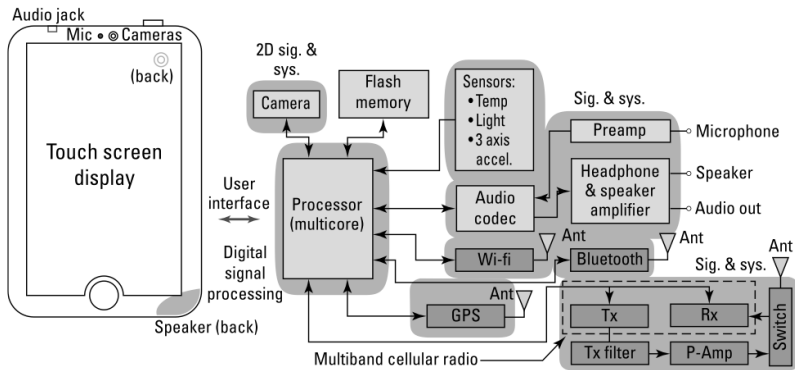 Audio jack
Mic
Cameras
(back)
Touch screen
display
Speaker (back)
User
interface
Digital
signal
processing
2D sig. &
sys.
Camera
Flash
memory
Processor
(multicore)
Sensors:
•Temp
•Light
•3 axis
accel.
Sig. & sys.
Preamp
Microphone
Headphone
& speaker
amplifier
Speaker
Audio out
Audio
codec
Wi-fi
Ant
Bluetooth
Ant
GPS
Ant
Sig. & sys.
Ant
Tx
Rx
Switch
Tx filter
P-Amp
Multiband cellular radio